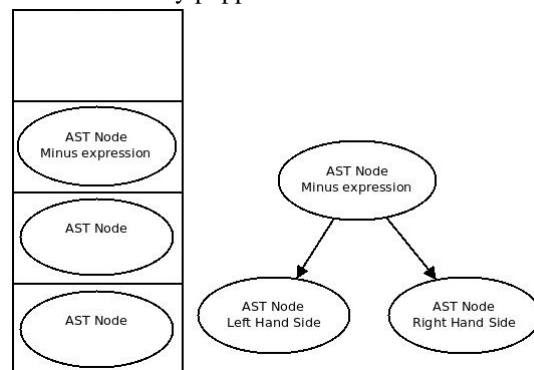 AST Node
Minus expression
AST Node
AST Node
AST Node
Minus expression
AST Node
Left Hand Side
AST Node
Right Hand Side